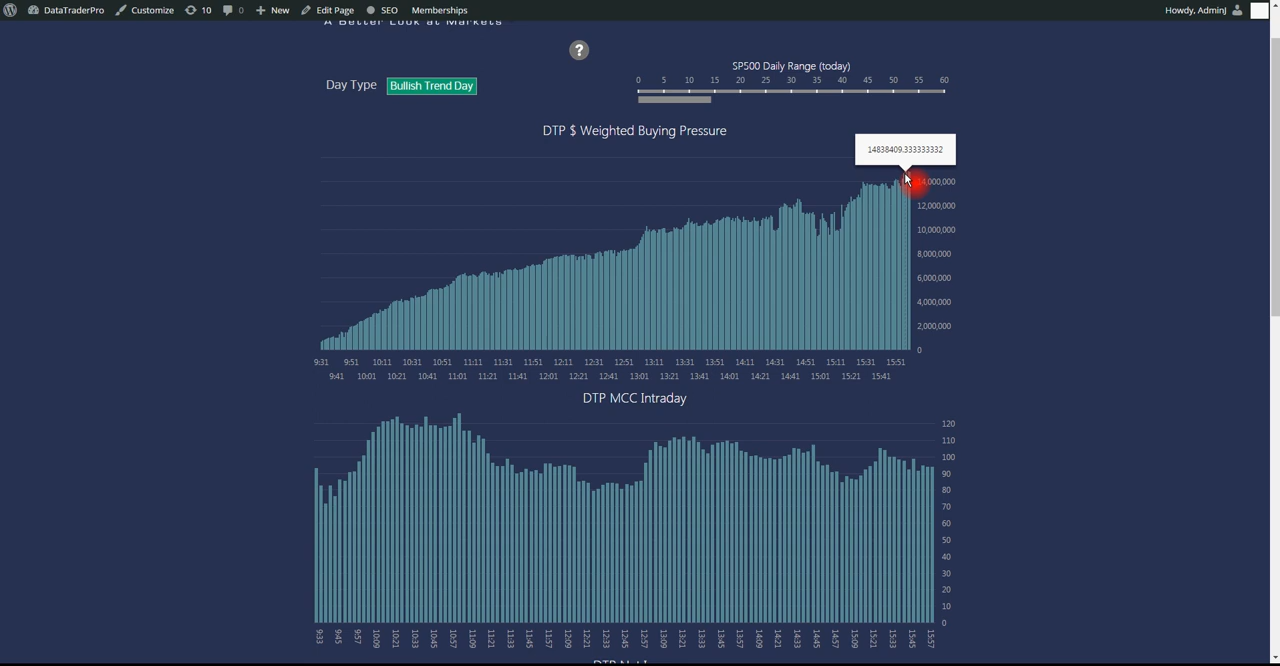 DataTraderPro Customize 10 0 New Edit Page SEO Memberships Howdy, AdminJ
A Better Look at Markets
?
SP500 Daily Range (today)
0 5 10 15 20 25 30 35 40 45 50 55 60
Day Type Bullish Trend Day
DTP $ Weighted Buying Pressure
14838409.333333332
14,000,000
12,000,000
10,000,000
8,000,000
6,000,000
4,000,000
2,000,000
0
9:31 9:51 10:11 10:31 10:51 11:11 11:31 11:51 12:11 12:31 12:51 13:11 13:31 13:51 14:11 14:31 14:51 15:11 15:31 15:51
9:41 10:01 10:21 10:41 11:01 11:21 11:41 12:01 12:21 12:41 13:01 13:21 13:41 14:01 14:21 14:41 15:01 15:21 15:41
DTP MCC Intraday
120
110
100
90
80
70
60
50
40
30
20
10
0
9:33 9:45 9:57 10:09 10:21 10:33 10:45 10:57 11:09 11:21 11:33 11:45 11:57 12:09 12:21 12:33 12:45 12:57 13:09 13:21 13:33 13:45 13:57 14:09 14:21 14:33 14:45 14:57 15:09 15:21 15:33 15:45 15:57